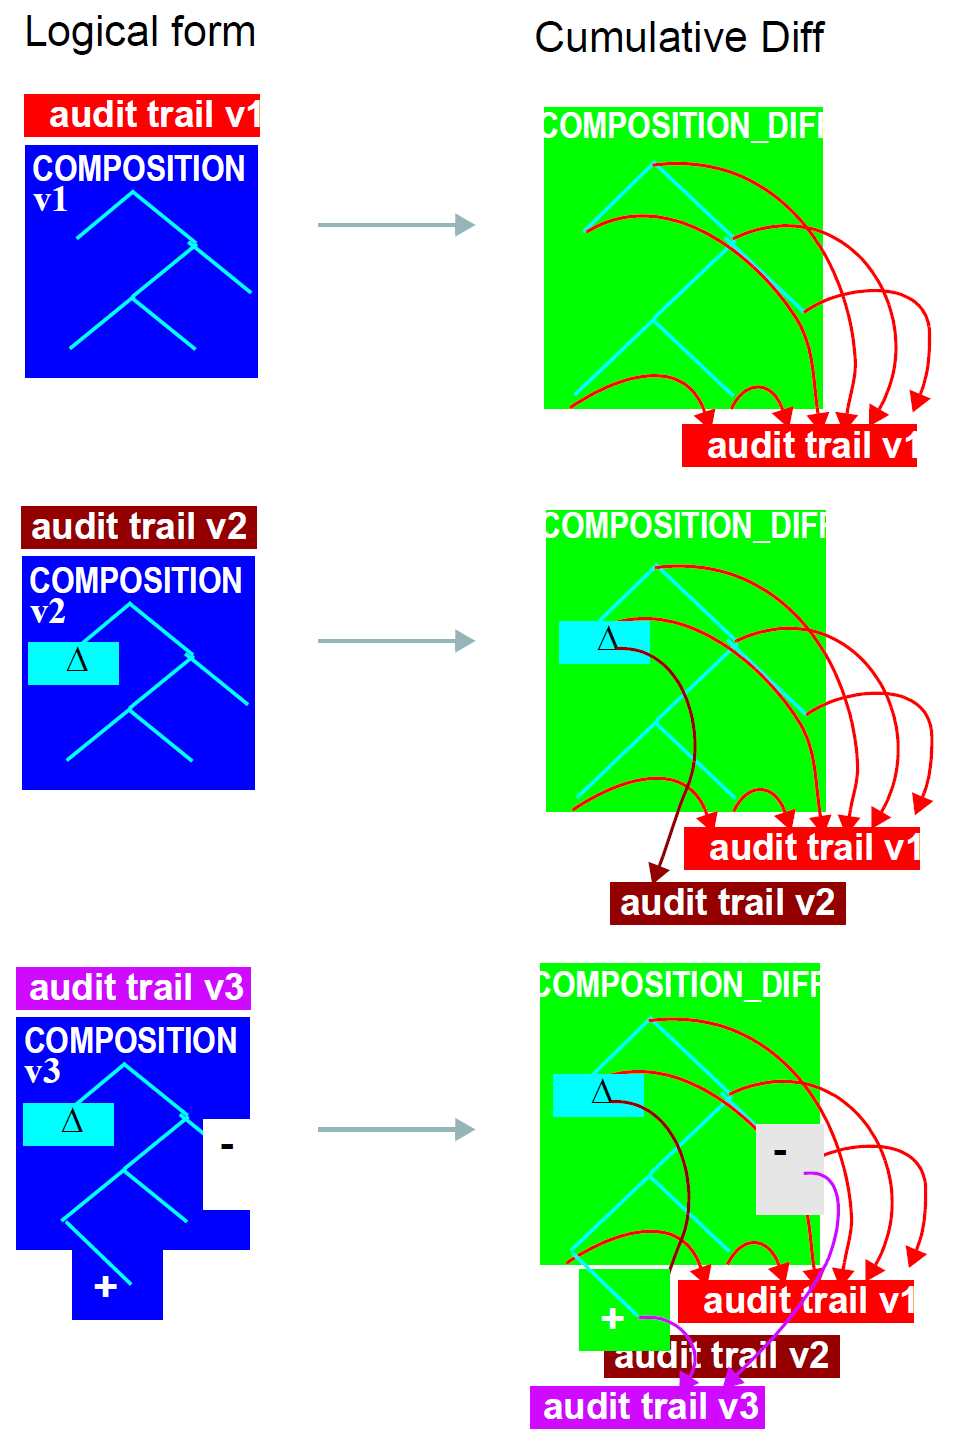 Logical form
Cumulative Diff
audit trail v1
COMPOSITION
v1
COMPOSITION_DIFF
audit trail v1
audit trail v2
COMPOSITION
v2
Δ
COMPOSITION_DIFF
Δ
audit trail v1
audit trail v2
audit trail v3
COMPOSITION
v3
Δ
-
+
COMPOSITION_DIFF
Δ
-
+
audit trail v1
audit trail v2
audit trail v3